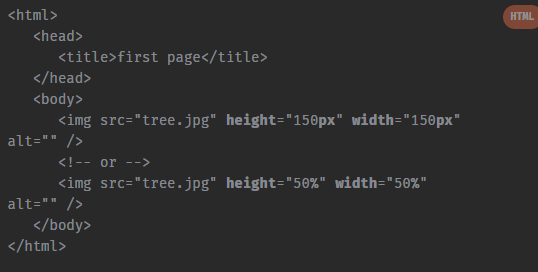 <html>
HTML
<head>
<title>first page</title>
</head>
<body>
<img src="tree.jpg" height="150px" width="150px"
alt="" />
<!-- or -->
<img src="tree.jpg" height="50%" width="50%"
alt="" />
</body>
</html>